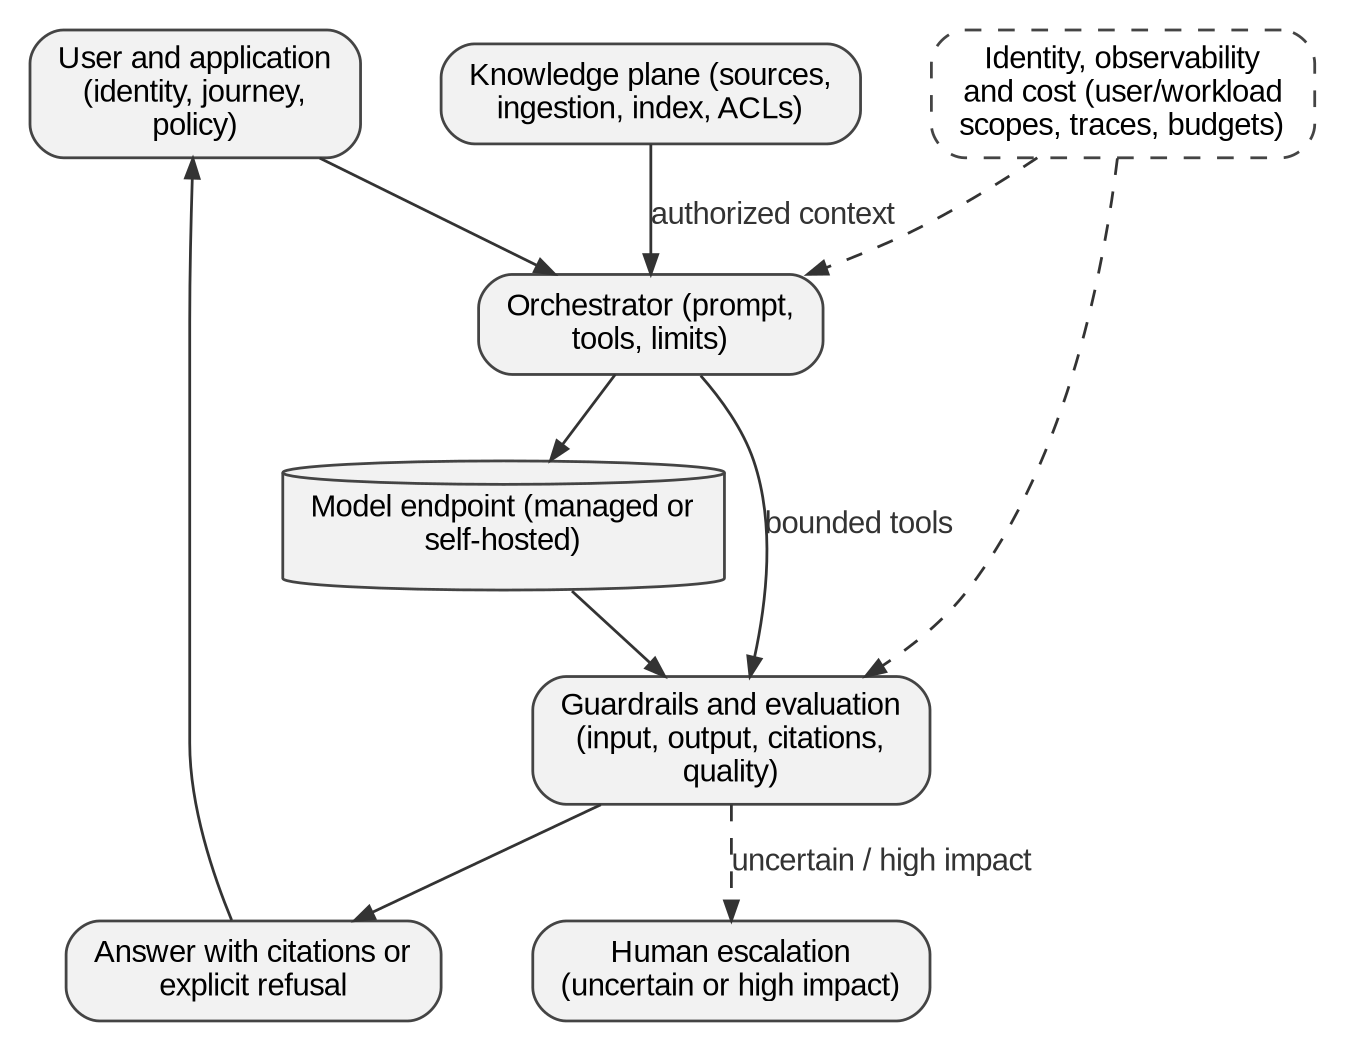 User and application
(identity, journey,
policy)
Knowledge plane (sources,
ingestion, index, ACLs)
Identity, observability
and cost (user/workload
scopes, traces, budgets)
authorized context
Orchestrator (prompt,
tools, limits)
Model endpoint (managed or
self-hosted)
bounded tools
Guardrails and evaluation
(input, output, citations,
quality)
uncertain / high impact
Answer with citations or
explicit refusal
Human escalation
(uncertain or high impact)